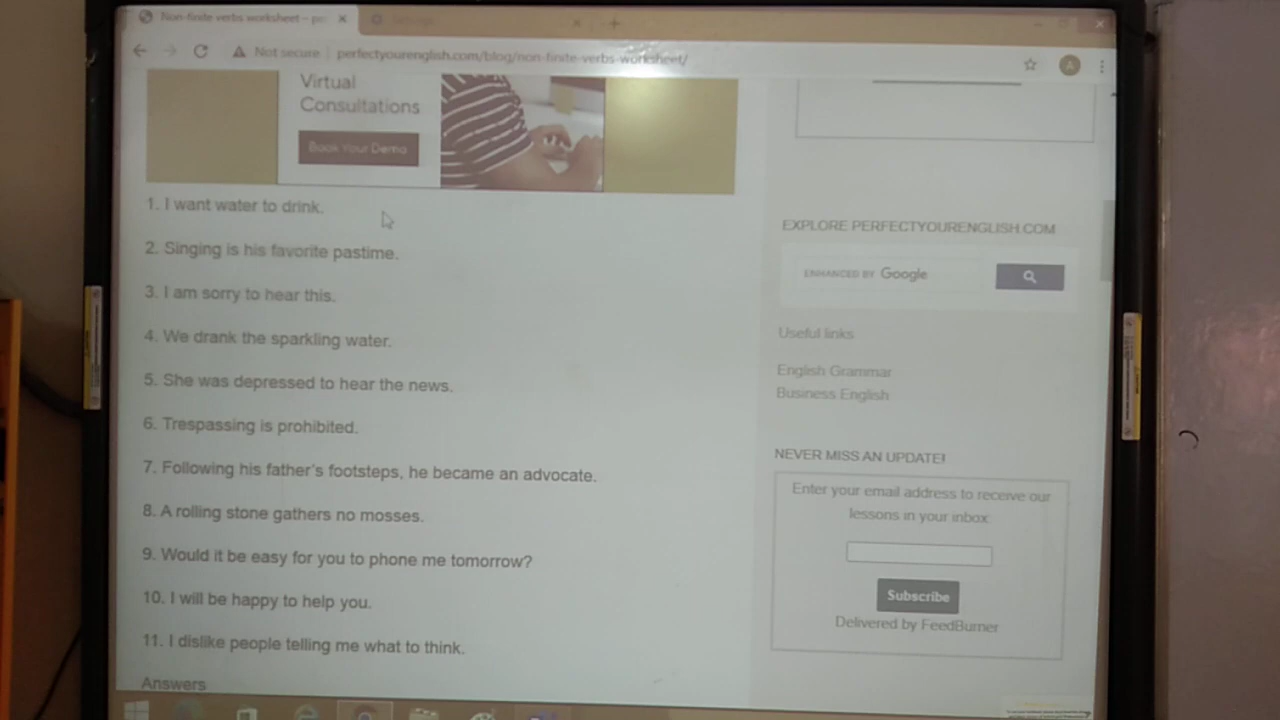 Non-finite verbs worksheet – per
Not secure | perfectyourenglish.com/blog/non-finite-verbs-worksheet/
A
Virtual
Consultations
Book Your Demo
1. I want water to drink.
2. Singing is his favorite pastime.
3. I am sorry to hear this.
4. We drank the sparkling water.
5. She was depressed to hear the news.
6. Trespassing is prohibited.
7. Following his father's footsteps, he became an advocate.
8. A rolling stone gathers no mosses.
9. Would it be easy for you to phone me tomorrow?
10. I will be happy to help you.
11. I dislike people telling me what to think.
Answers
EXPLORE PERFECTYOURENGLISH.COM
ENHANCED BY Google
Useful links
English Grammar
Business English
NEVER MISS AN UPDATE!
Enter your email address to receive our
lessons in your inbox:
Subscribe
Delivered by FeedBurner